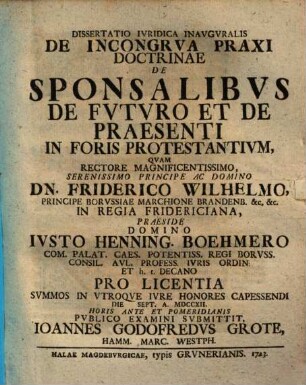 DISSERTATIO IVRIDICA INAVGVRALIS
DE INCONGRVA PRAXI
DOCTRINAE
DE
SPONSALIBVS
DE FVTVRO ET DE
PRAESENTI
IN FORIS PROTESTANTIVM,
QVAM
RECTORE MAGNIFICENTISSIMO,
SERENISSIMO PRINCIPE AC DOMINO
DN. FRIDERICO WILHELMO,
PRINCIPE BORVSSIAE MARCHIONE BRANDENB. &c. &c.
IN REGIA FRIDERICIANA,
PRAESIDE
DOMINO
IVSTO HENNING. BOEHMERO
COM. PALAT. CAES. POTENTISS. REGI BORVSS.
CONSIL. AVL. PROFESS. IVRIS ORDIN.
ET h. t. DECANO
PRO LICENTIA
SVMMOS IN VTROQVE IVRE HONORES CAPESSENDI
DIE SEPT. A. MDCCXII.
HORIS ANTE ET POMERIDIANIS
PVBLICO EXAMINI SVBMITTIT,
IOANNES GODOFREDVS GROTE,
HAMM. MARC. WESTPH.
HALAE MAGDEBVRGICAE, typis GRVNERIANIS. 1723.